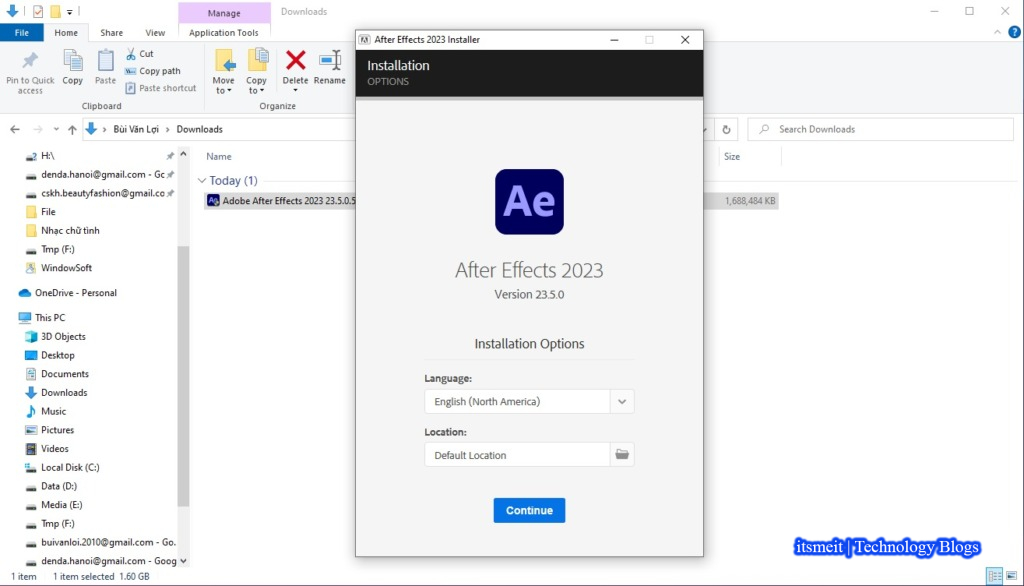 Manage
Downloads
File
Home
Share
View
Application Tools
Pin to Quick access
Copy
Paste
Cut
Copy path
Paste shortcut
Move to
Copy to
Delete
Rename
Clipboard
Organize
Bùi Văn Lợi
Downloads
Search Downloads
H:\
denda.hanoi@gmail.com - Gc
cskh.beautyfashion@gmail.co
File
Nhạc chữ tình
Tmp (F:)
WindowSoft
OneDrive - Personal
This PC
3D Objects
Desktop
Documents
Downloads
Music
Pictures
Videos
Local Disk (C:)
Data (D:)
Media (E:)
Tmp (F:)
buivanloi.2010@gmail.com - Go.
denda.hanoi@gmail.com - Goog
Name
Size
Today (1)
Adobe After Effects 2023 23.5.0.5
1,688,484 KB
After Effects 2023 Installer
Installation
OPTIONS
Ae
After Effects 2023
Version 23.5.0
Installation Options
Language:
English (North America)
Location:
Default Location
Continue
itsmeit | Technology Blogs
1 item
1 item selected
1.60 GB